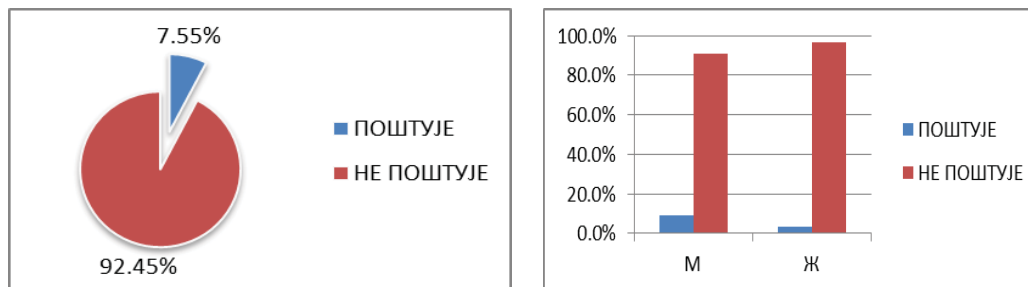 7.55%
ПОШТУЈЕ
НЕ ПОШТУЈЕ
92.45%
100.0%
80.0%
60.0%
40.0%
20.0%
0.0%
М
Ж
ПОШТУЈЕ
НЕ ПОШТУЈЕ